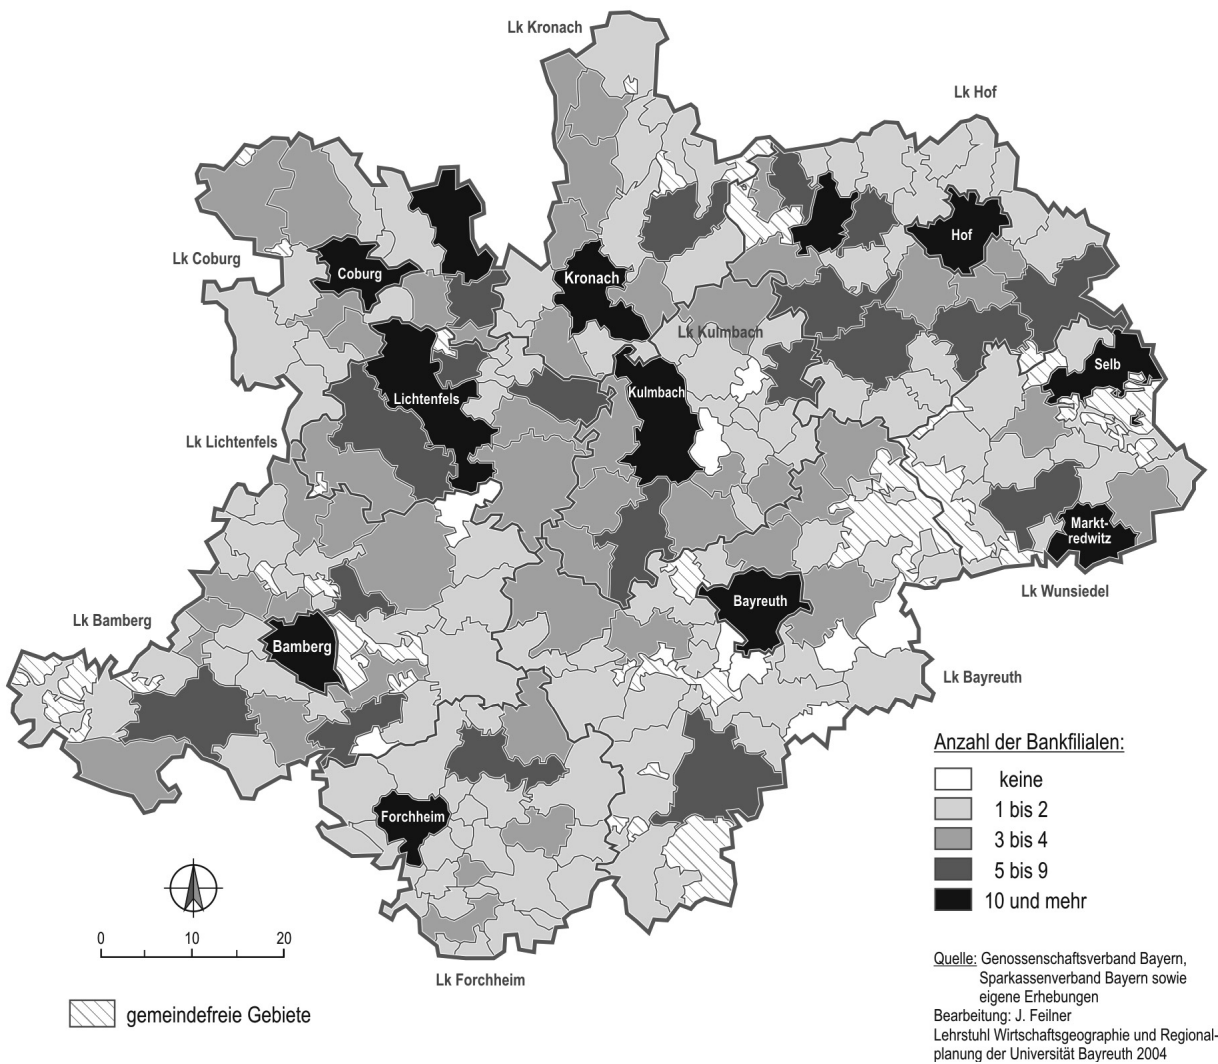 Lk Kronach
Lk Hof
Hof
Lk Coburg
Coburg
Kronach
Lk Kulmbach
Selb
Lichtenfels
Kulmbach
Lk Lichtenfels
Markt-
redwitz
Lk Wunsiedel
Bayreuth
Lk Bamberg
Bamberg
Lk Bayreuth
Forchheim
Lk Forchheim
Anzahl der Bankfilialen:
keine
1 bis 2
3 bis 4
5 bis 9
10 und mehr
0 10 20
gemeindefreie Gebiete
Quelle: Genossenschaftsverband Bayern,
Sparkassenverband Bayern sowie
eigene Erhebungen
Bearbeitung: J. Feilner
Lehrstuhl Wirtschaftsgeographie und Regional-
planung der Universität Bayreuth 2004